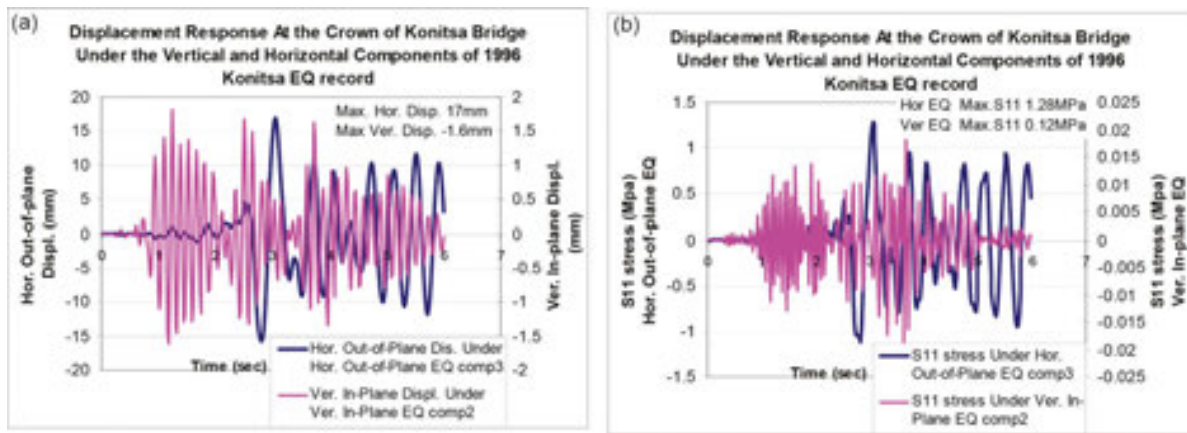 (a)
Displacement Response At the Crown of Konitsa Bridge
Under the Vertical and Horizontal Components of 1996
Konitsa EQ record
Max. Hor. Disp. 17mm
Max Ver. Disp. -1.6mm
Hor. Out-of-plane
Displ. (mm)
20
15
10
5
0
-5
-10
-15
-20
0
1
2
3
4
5
6
7
2
1.5
1
0.5
0
-0.5
-1
-1.5
-2
Ver. In-plane Displ.
(mm)
Time (sec)
Hor. Out-of-Plane Dis. Under
Hor. Out-of-Plane EQ comp3
Ver. In-Plane Displ. Under
Ver. In-Plane EQ comp2
(b)
Displacement Response At the Crown of Konitsa Bridge
Under the Vertical and Horizontal Components of 1996
Konitsa EQ record
Hor EQ Max.S11 1.28MPa
Ver EQ Max.S11 0.12MPa
S11 stress (Mpa)
Hor. Out-of-plane EQ
1.5
1
0.5
0
-0.5
-1
-1.5
0
1
2
3
4
5
6
7
0.025
0.02
0.015
0.01
0.005
0
-0.005
-0.01
-0.015
-0.02
-0.025
S11 stress (Mpa)
Ver. In-plane EQ
Time (sec)
S11 stress Under Hor.
Out-of-Plane EQ comp3
S11 stress Under Ver. In-
Plane EQ comp2